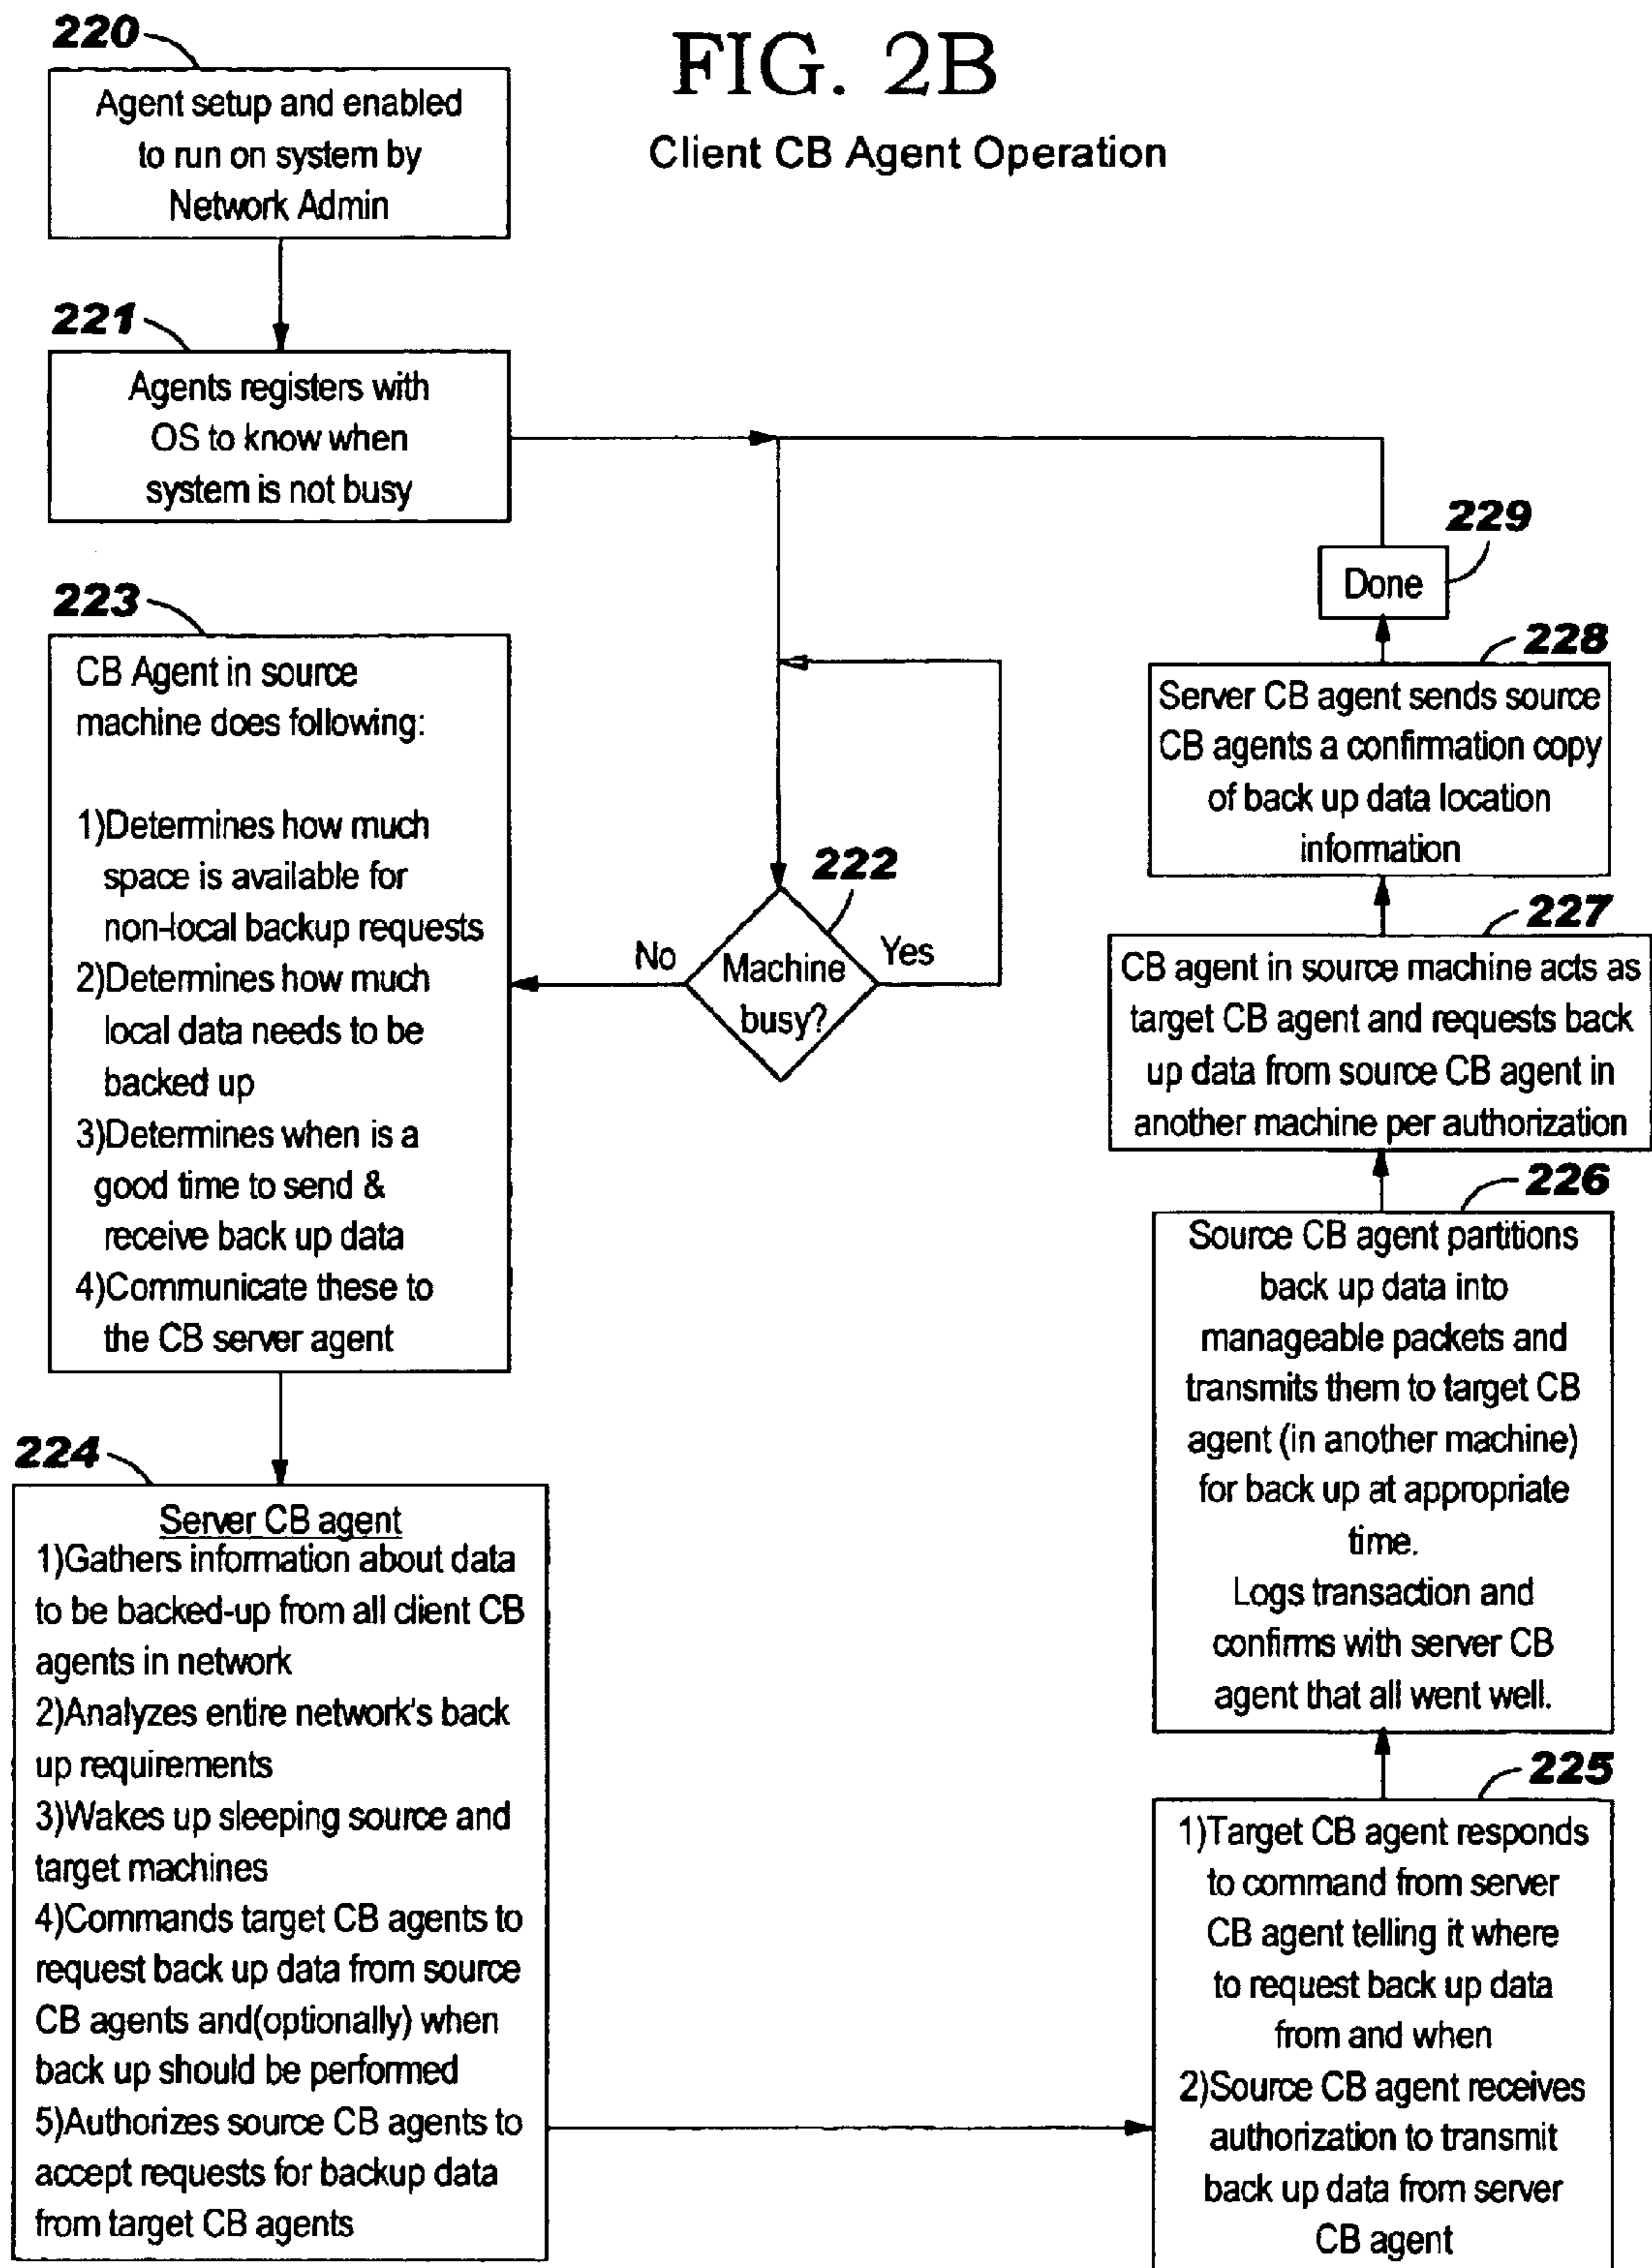 FIG. 2B
Client CB Agent Operation
220
Agent setup and enabled
to run on system by
Network Admin
221
Agents registers with
OS to know when
system is not busy
222
Machine
busy?
No
Yes
223
CB Agent in source
machine does following:
1)Determines how much
space is available for
non-local backup requests
2)Determines how much
local data needs to be
backed up
3)Determines when is a
good time to send &
receive back up data
4)Communicate these to
the CB server agent
224
Server CB agent
1)Gathers information about data
to be backed-up from all client CB
agents in network
2)Analyzes entire network's back
up requirements
3)Wakes up sleeping source and
target machines
4)Commands target CB agents to
request back up data from source
CB agents and(optionally) when
back up should be performed
5)Authorizes source CB agents to
accept requests for backup data
from target CB agents
225
1)Target CB agent responds
to command from server
CB agent telling it where
to request back up data
from and when
2)Source CB agent receives
authorization to transmit
back up data from server
CB agent
226
Source CB agent partitions
back up data into
manageable packets and
transmits them to target CB
agent (in another machine)
for back up at appropriate
time.
Logs transaction and
confirms with server CB
agent that all went well.
227
CB agent in source machine acts as
target CB agent and requests back
up data from source CB agent in
another machine per authorization
228
Server CB agent sends source
CB agents a confirmation copy
of back up data location
information
229
Done